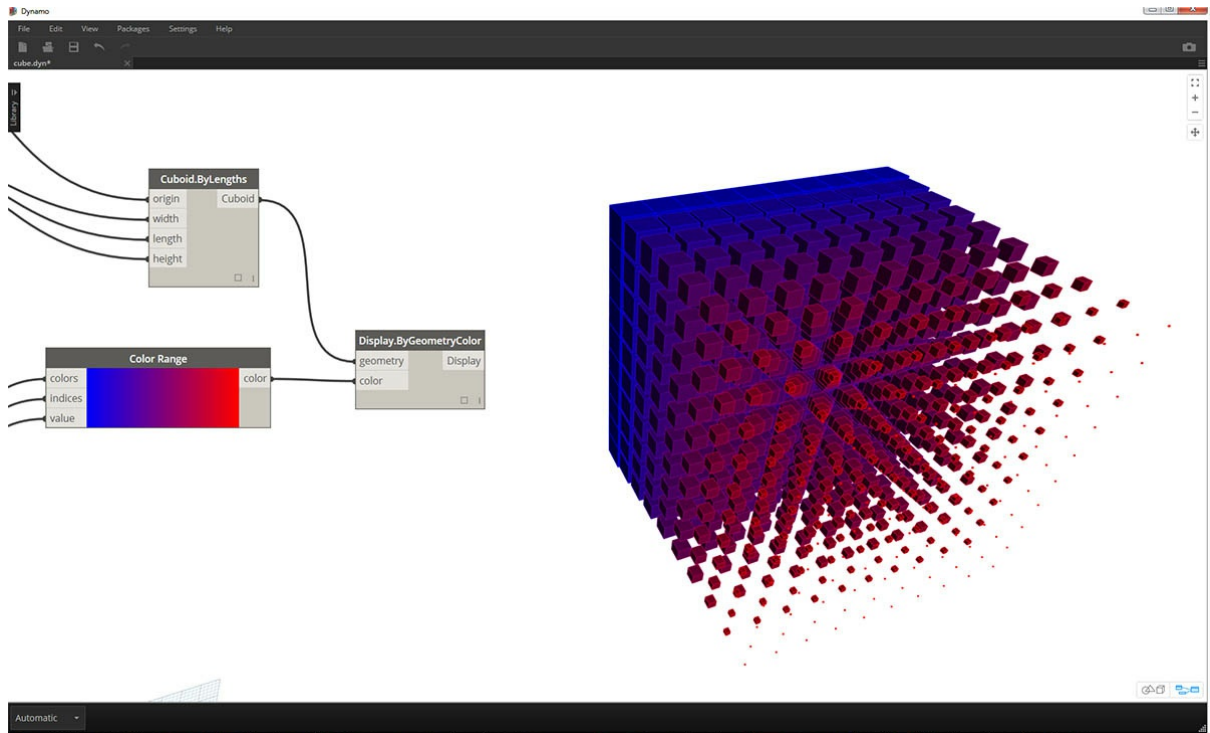 Dynamo
File Edit View Packages Settings Help
cube.dyn* ×
Library
Cuboid.ByLengths
origin Cuboid
width
length
height
Display.ByGeometryColor
geometry Display
color
Color Range
colors color
indices
value
Automatic